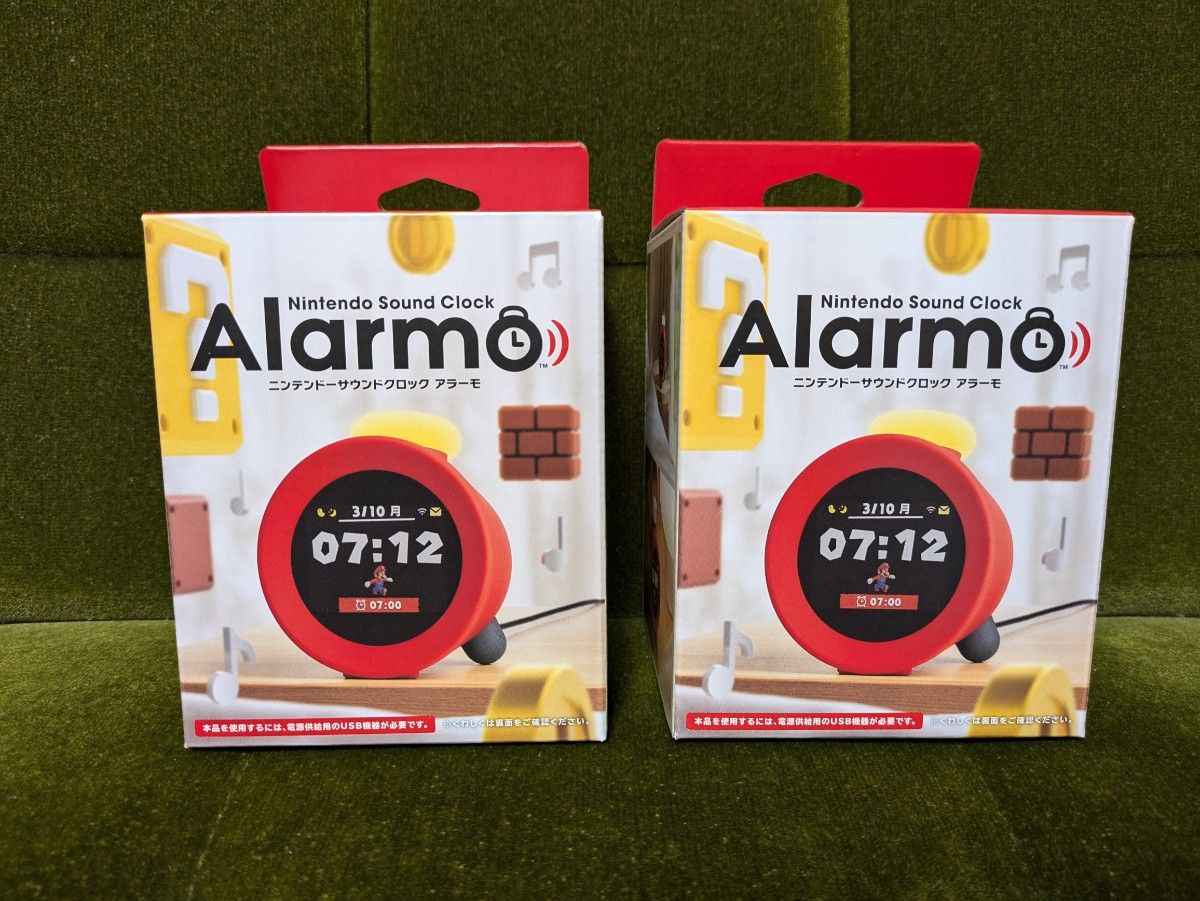 Nintendo Sound Clock
Alarmo™
ニンテンドーサウンドクロック アラーモ
3/10 月
07:12
07:00
本品を使用するには、電源供給用のUSB機器が必要です。 ※くわしくは裏面をご確認ください。
Nintendo Sound Clock
Alarmo™
ニンテンドーサウンドクロック アラーモ
3/10 月
07:12
07:00
本品を使用するには、電源供給用のUSB機器が必要です。 ※くわしくは裏面をご確認ください。